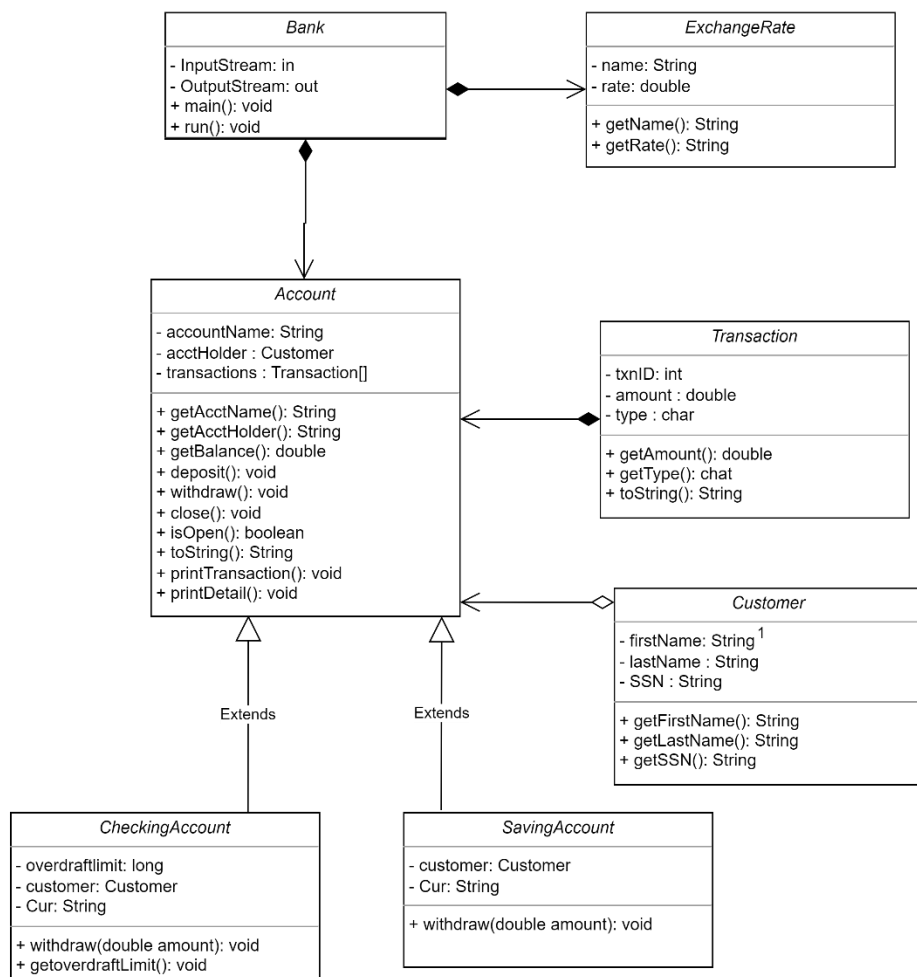 Bank
- InputStream: in
- OutputStream: out
+ main(): void
+ run(): void
ExchangeRate
- name: String
- rate: double
+ getName(): String
+ getRate(): String
Account
- accountName: String
- acctHolder : Customer
- transactions : Transaction[]
+ getAcctName(): String
+ getAcctHolder(): String
+ getBalance(): double
+ deposit(): void
+ withdraw(): void
+ close(): void
+ isOpen(): boolean
+ toString(): String
+ printTransaction(): void
+ printDetail(): void
Transaction
- txnID: int
- amount : double
- type : char
+ getAmount(): double
+ getType(): chat
+ toString(): String
Customer
- firstName: String 1
- lastName : String
- SSN : String
+ getFirstName(): String
+ getLastName(): String
+ getSSN(): String
Extends
Extends
CheckingAccount
- overdraftlimit: long
- customer: Customer
- Cur: String
+ withdraw(double amount): void
+ getoverdraftLimit(): void
SavingAccount
- customer: Customer
- Cur: String
+ withdraw(double amount): void